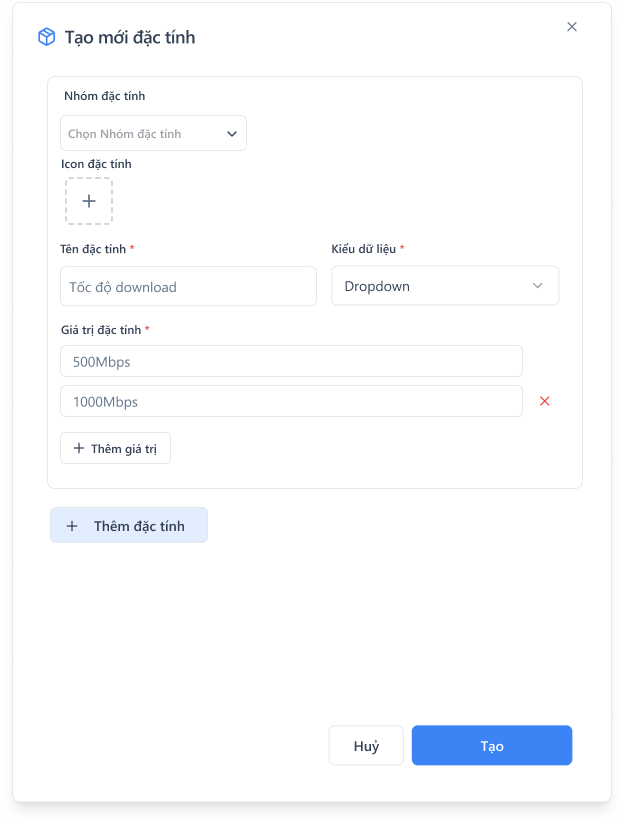 Tạo mới đặc tính
Nhóm đặc tính
Chọn Nhóm đặc tính
Icon đặc tính
Tên đặc tính *
Kiểu dữ liệu *
Tốc độ download
Dropdown
Giá trị đặc tính *
500Mbps
1000Mbps
Thêm giá trị
Thêm đặc tính
Huỷ
Tạo